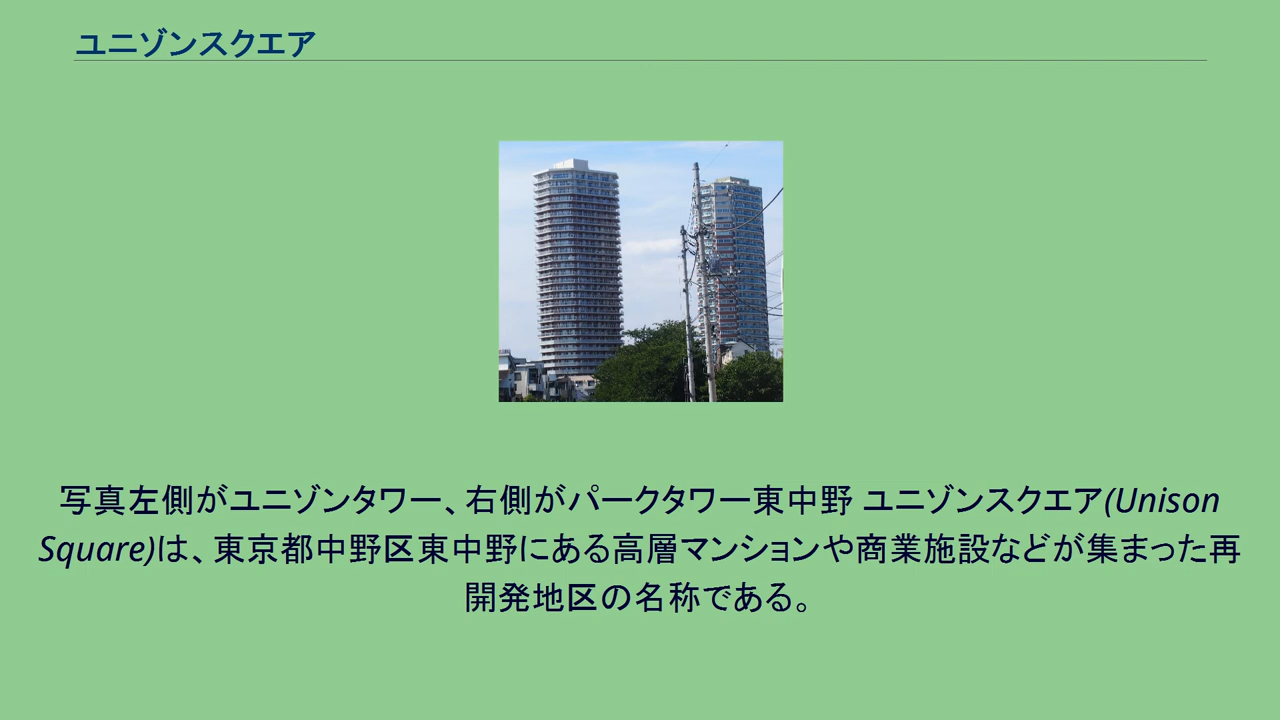 ユニゾンスクエア
写真左側がユニゾンタワー、右側がパークタワー東中野 ユニゾンスクエア(Unison
Square)は、東京都中野区東中野にある高層マンションや商業施設などが集まった再
開発地区の名称である。